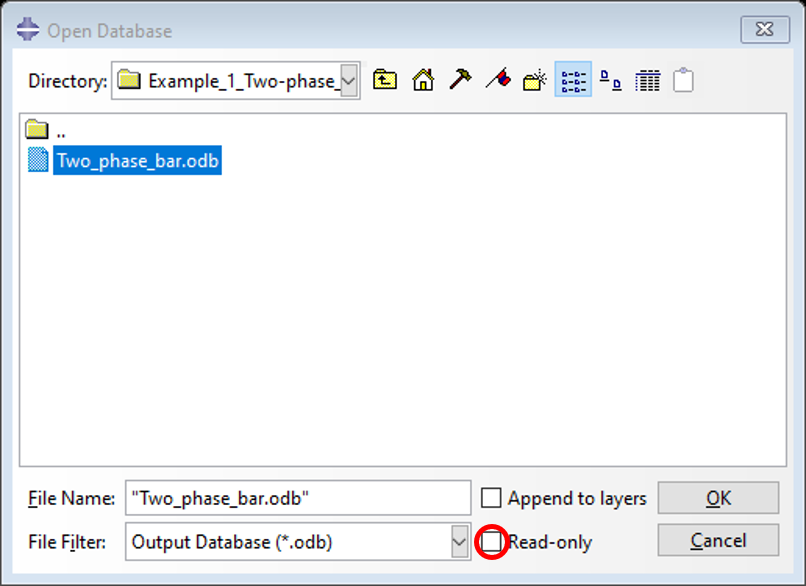 Open Database
Directory: Example_1_Two-phase_
..
Two_phase_bar.odb
File Name: "Two_phase_bar.odb" Append to layers OK
File Filter: Output Database (*.odb) Read-only Cancel